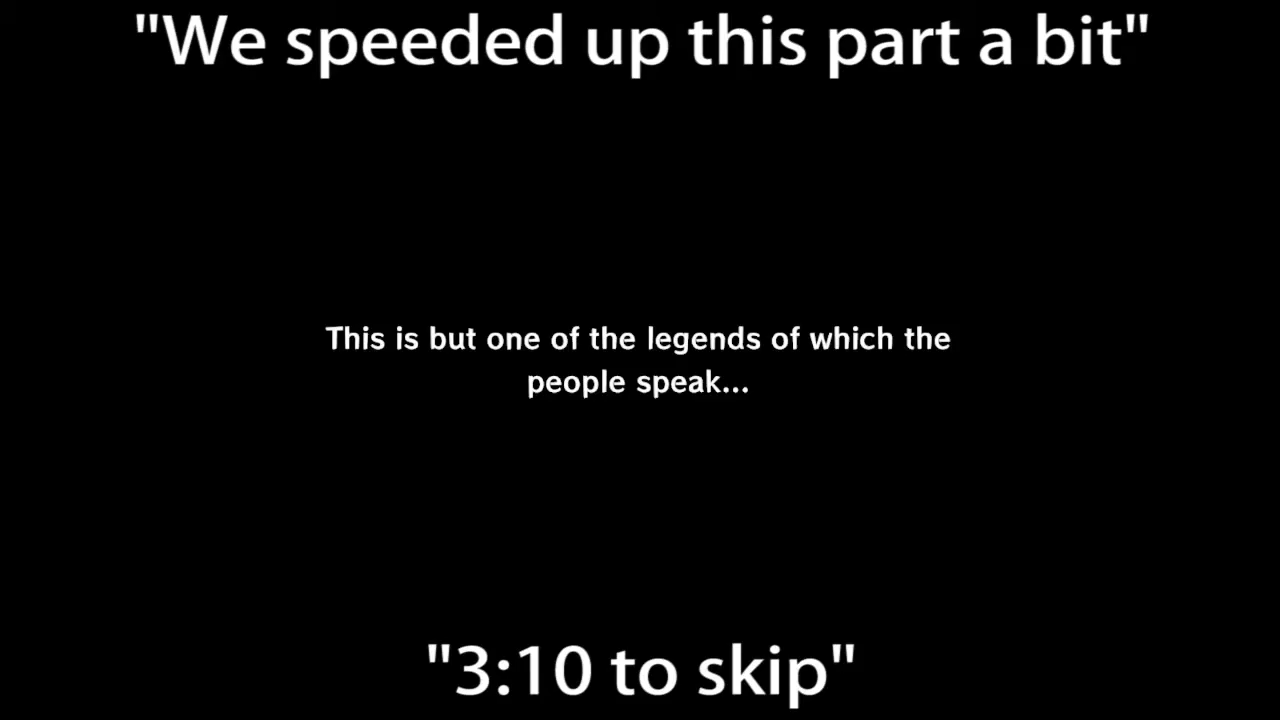 "We speeded up this part a bit"
This is but one of the legends of which the
people speak...
"3:10 to skip"